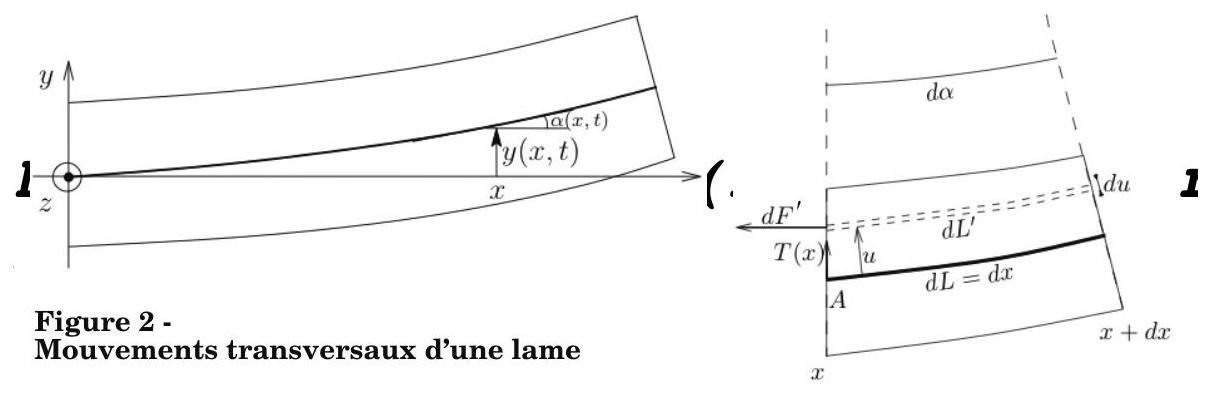 y
α(x, t)
y(x, t)
x
z
Figure 2 -
Mouvements transversaux d’une lame
dα
du
dF′
dL′
T(x)
u
dL = dx
A
x + dx
x